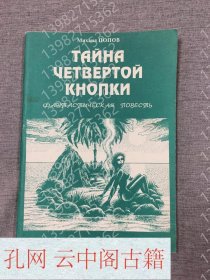 Михаил ПОПОВ
ТАЙНА
ЧЕТВЕРТОЙ
КНОПКИ
ФАНТАСТИЧЕСКАЯ ПОВЕСТЬ
孔网 云中阁古籍